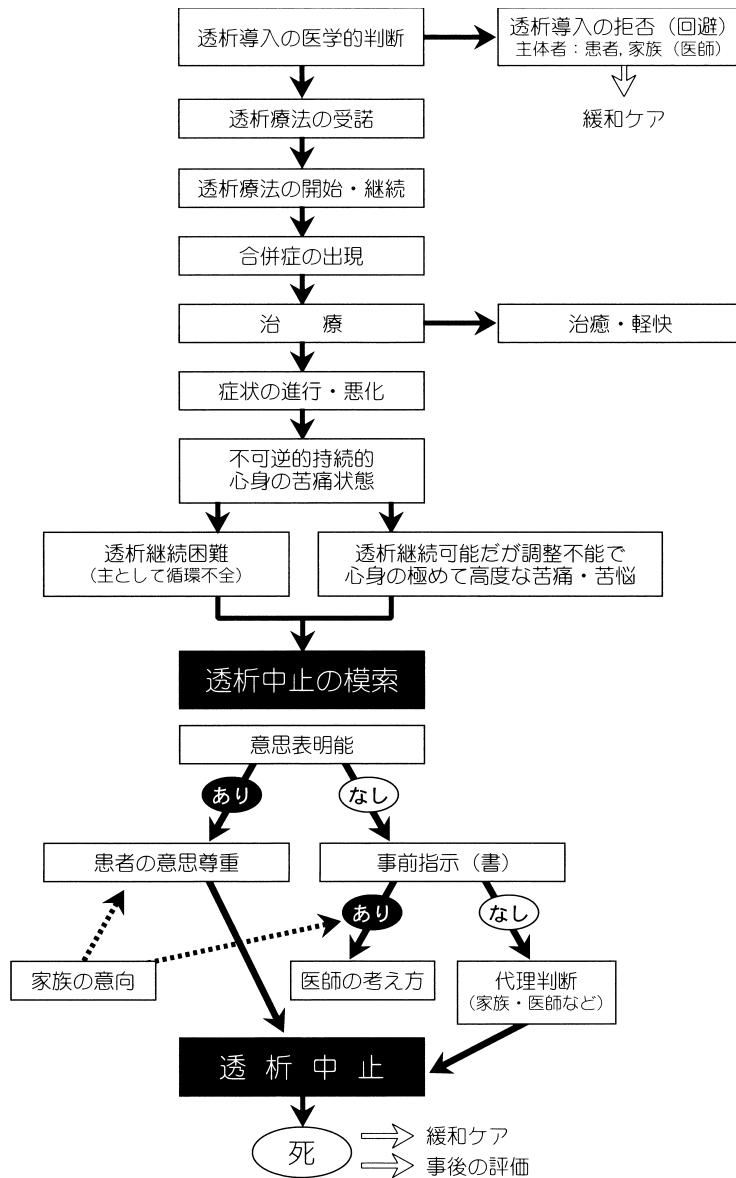 透析導入の医学的判断
透析導入の拒否（回避）
主体者：患者, 家族（医師）
緩和ケア
透析療法の受諾
透析療法の開始・継続
合併症の出現
治　療
治癒・軽快
症状の進行・悪化
不可逆的持続的
心身の苦痛状態
透析継続困難
（主として循環不全）
透析継続可能だが調整不能で
心身の極めて高度な苦痛・苦悩
透析中止の模索
意思表明能
あり
なし
患者の意思尊重
事前指示（書）
あり
なし
家族の意向
医師の考え方
代理判断
（家族・医師など）
透 析 中 止
死
緩和ケア
事後の評価